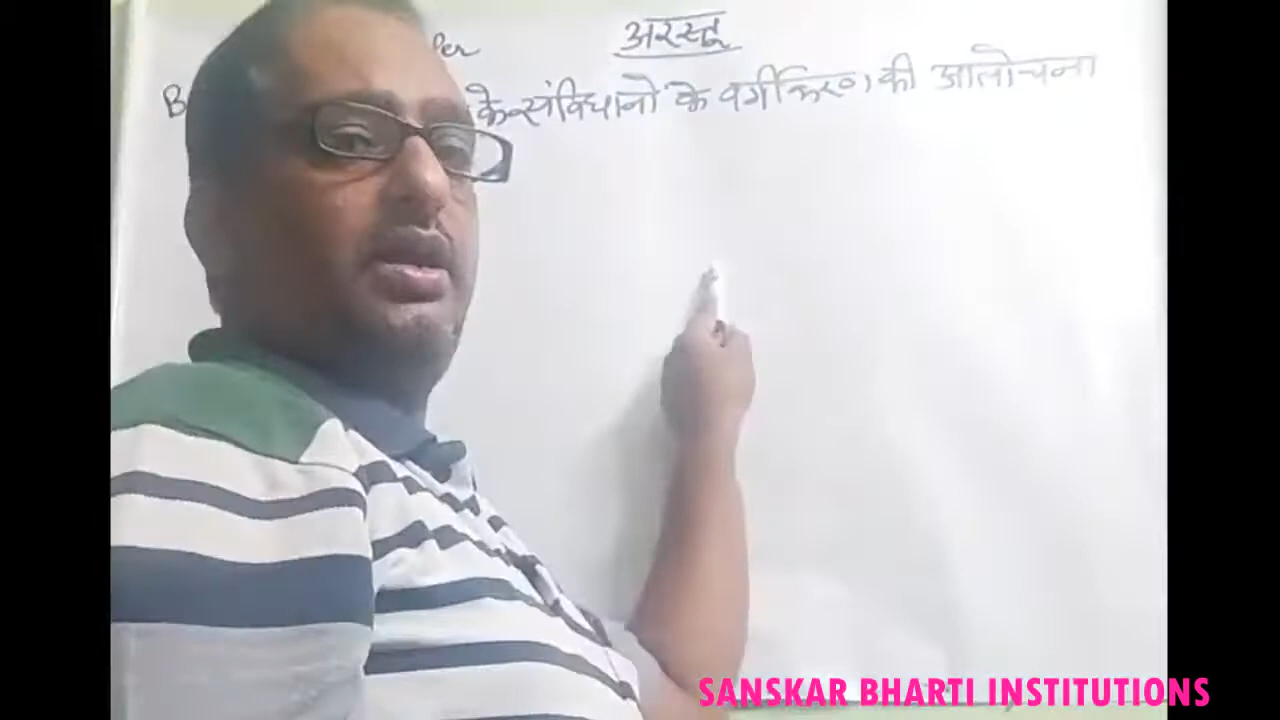 अरस्तू
के संविधानों के वर्गीकरण की आलोचना
SANSKAR BHARTI INSTITUTIONS